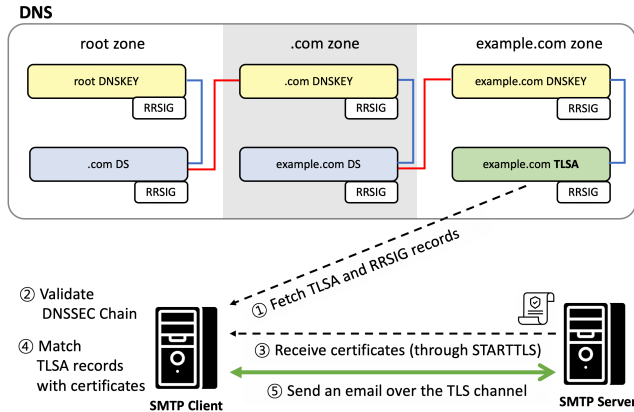 DNS
root zone
.com zone
example.com zone
root DNSKEY
.com DNSKEY
example.com DNSKEY
RRSIG
RRSIG
RRSIG
.com DS
example.com DS
example.com TLSA
RRSIG
RRSIG
RRSIG
① Fetch TLSA and RRSIG records
② Validate
DNSSEC Chain
④ Match
TLSA records
with certificates
③ Receive certificates (through STARTTLS)
⑤ Send an email over the TLS channel
SMTP Client
SMTP Server